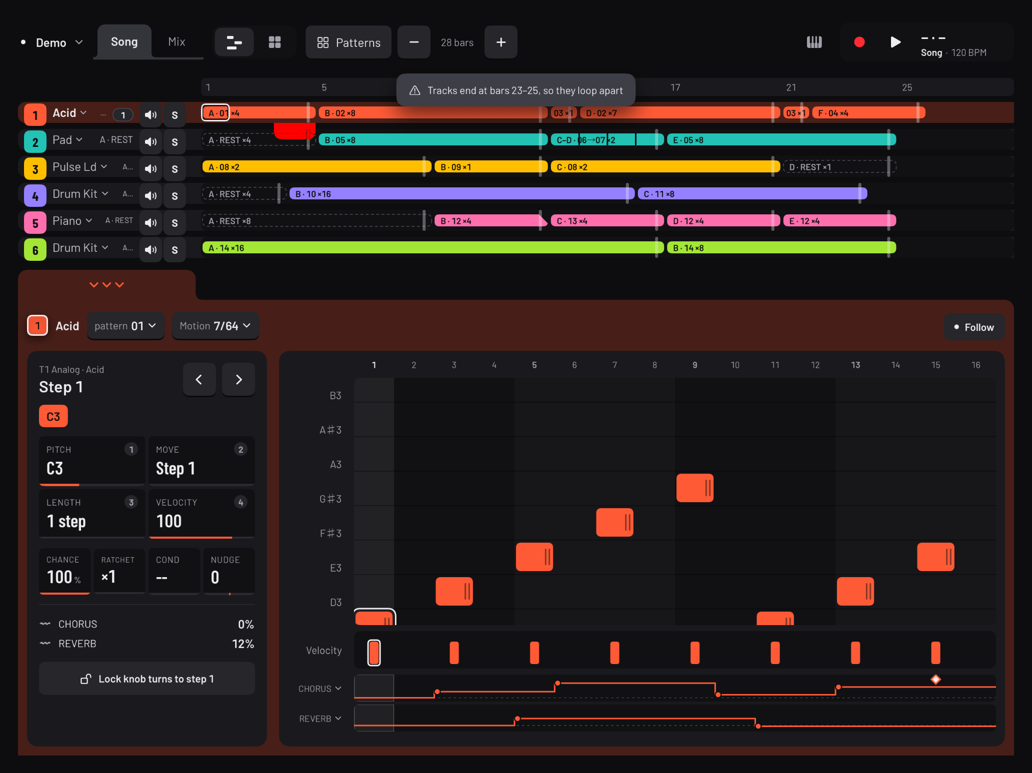 Demo Song Mix Patterns 28 bars Song · 120 BPM
1 5 17 21 25
Tracks end at bars 23–25, so they loop apart
1 Acid – 1 S A · 01 ×4 B · 02 ×8 03 ×1 D · 02 ×7 03 ×1 F · 04 ×4
2 Pad A · REST S A · REST ×4 B · 05 ×8 E · 05 ×8
3 Pulse Ld A... S A · 08 ×2 B · 09 ×1 C · 08 ×2 D · REST ×1
4 Drum Kit A... S A · REST ×4 B · 10 ×16 C · 11 ×8
5 Piano A · REST S A · REST ×8 B · 12 ×4 C · 13 ×4 D · 12 ×4 E · 12 ×4
6 Drum Kit A... S A · 14 ×16 B · 14 ×8
1 Acid pattern 01 Motion 7/64 Follow
T1 Analog · Acid
Step 1
C3
PITCH 1 MOVE 2
C3 Step 1
LENGTH 3 VELOCITY 4
1 step 100
CHANCE RATCHET COND NUDGE
100 % ×1 -- 0
CHORUS 0%
REVERB 12%
Lock knob turns to step 1
1 2 3 4 5 6 7 8 9 10 11 12 13 14 15 16
B3
A♯3
A3
G♯3
F♯3
E3
D3
Velocity
CHORUS
REVERB